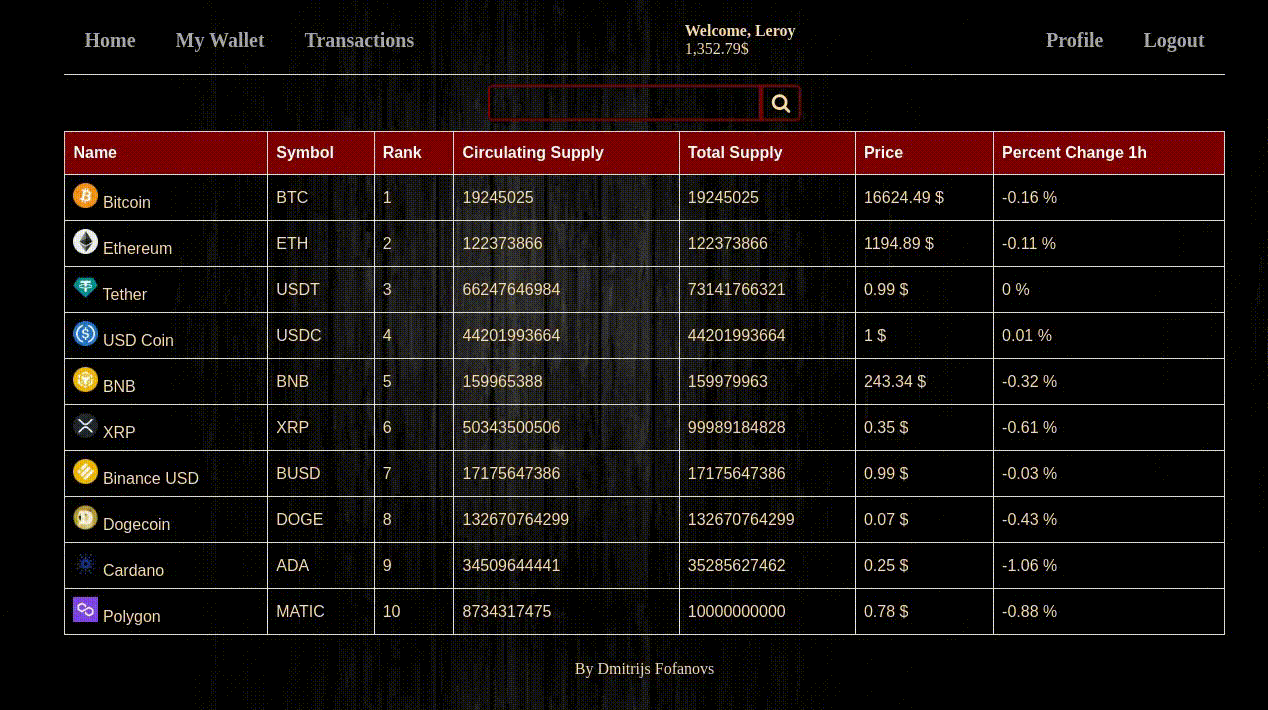 Home My Wallet Transactions Welcome, Leroy Profile Logout
1,352.79$
Name Symbol Rank Circulating Supply Total Supply Price Percent Change 1h
Bitcoin BTC 1 19245025 19245025 16624.49 $ -0.16 %
Ethereum ETH 2 122373866 122373866 1194.89 $ -0.11 %
Tether USDT 3 66247646984 73141766321 0.99 $ 0 %
USD Coin USDC 4 44201993664 44201993664 1 $ 0.01 %
BNB BNB 5 159965388 159979963 243.34 $ -0.32 %
XRP XRP 6 50343500506 99989184828 0.35 $ -0.61 %
Binance USD BUSD 7 17175647386 17175647386 0.99 $ -0.03 %
Dogecoin DOGE 8 132670764299 132670764299 0.07 $ -0.43 %
Cardano ADA 9 34509644441 35285627462 0.25 $ -1.06 %
Polygon MATIC 10 8734317475 10000000000 0.78 $ -0.88 %
By Dmitrijs Fofanovs